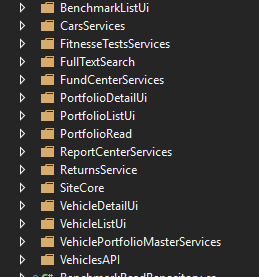 BenchmarkListUi
CarsServices
FitnesseTestsServices
FullTextSearch
FundCenterServices
PortfolioDetailUi
PortfolioListUi
PortfolioRead
ReportCenterServices
ReturnsService
SiteCore
VehicleDetailUi
VehicleListUi
VehiclePortfolioMasterServices
VehiclesAPI